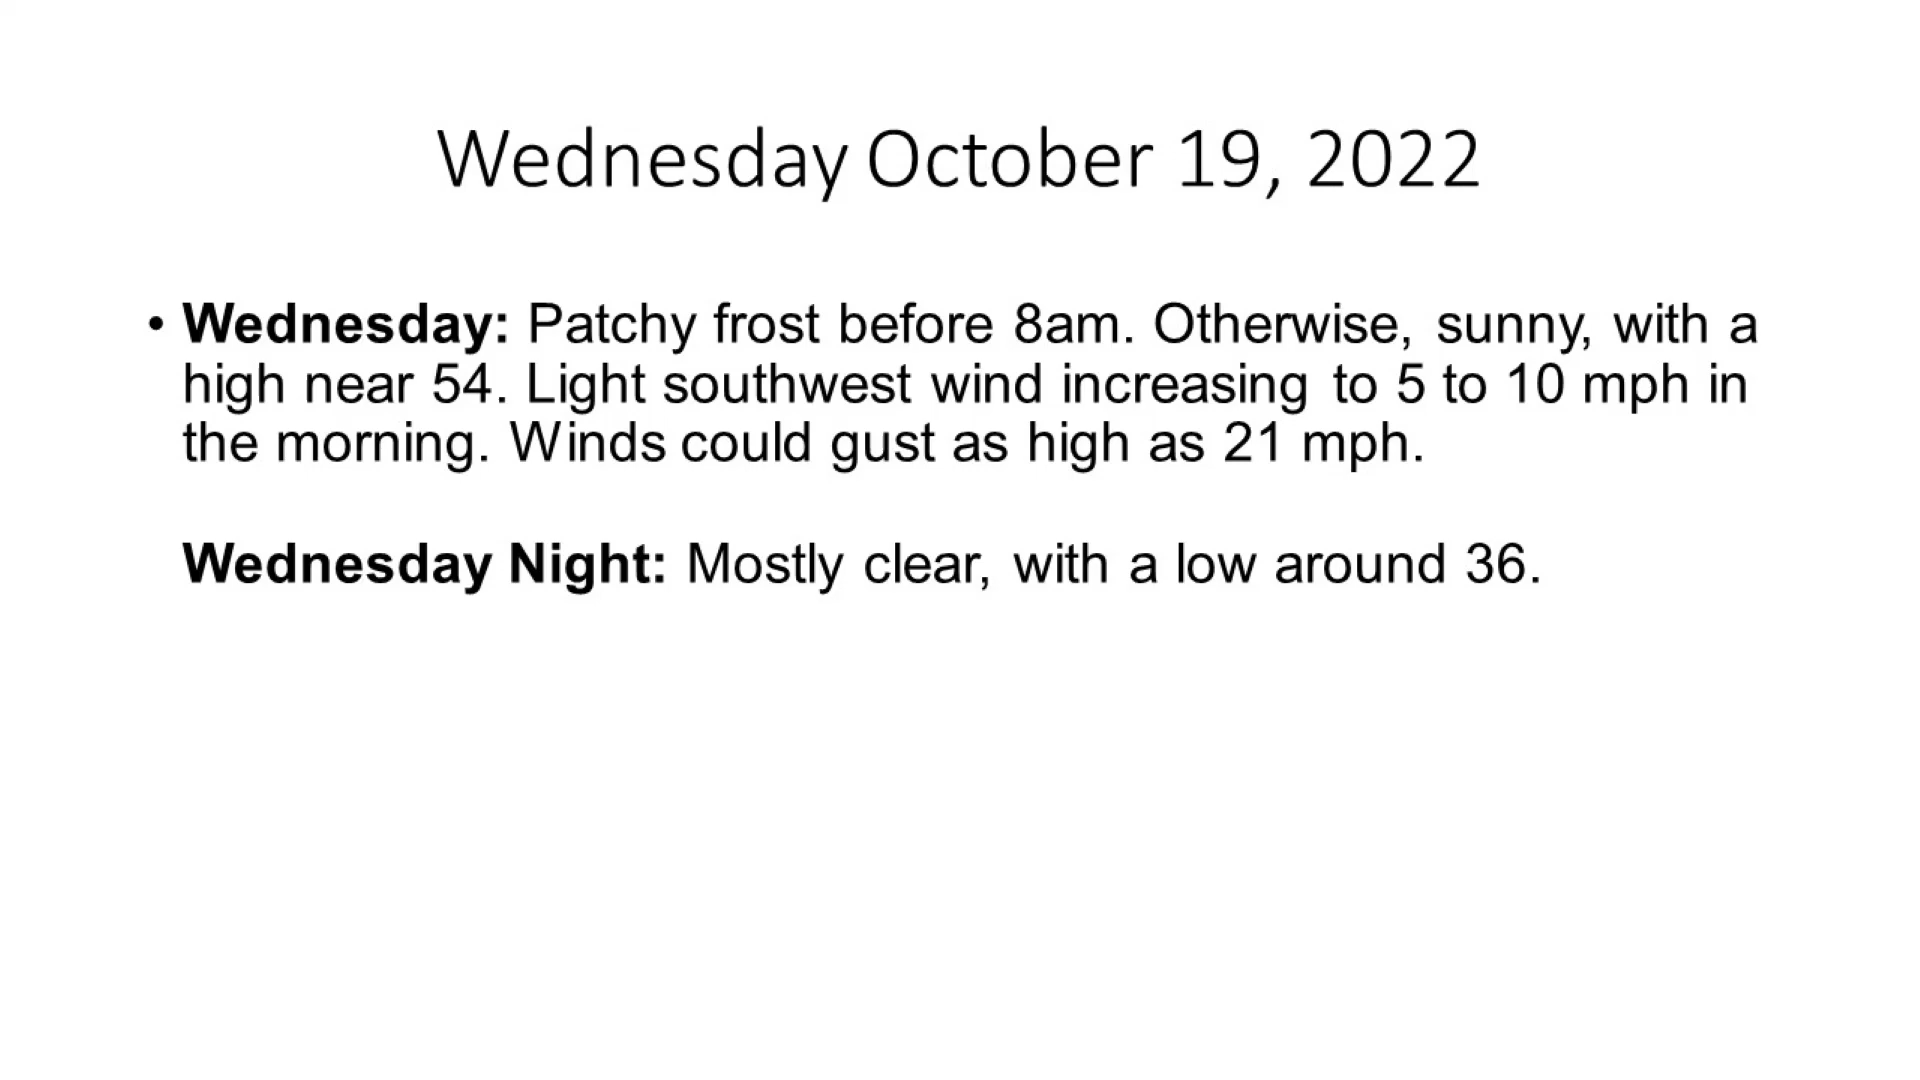 Wednesday October 19, 2022
• Wednesday: Patchy frost before 8am. Otherwise, sunny, with a
high near 54. Light southwest wind increasing to 5 to 10 mph in
the morning. Winds could gust as high as 21 mph.
Wednesday Night: Mostly clear, with a low around 36.